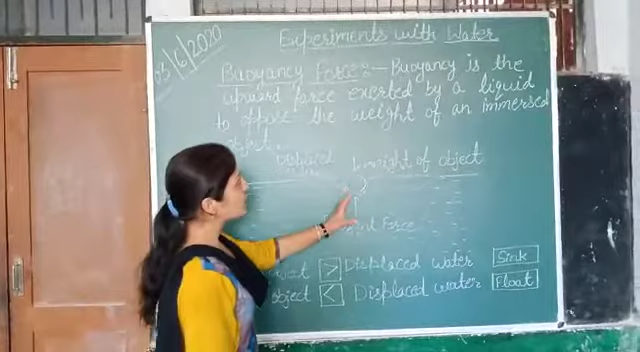 Experiments with Water
/6/2020
Buoyancy Force:- Buoyancy is the
upward force exerted by a liquid
to oppose the weight of an immersed
object.
Displaced weight of object
Force
> Displaced water Sink
object < Displaced water Float